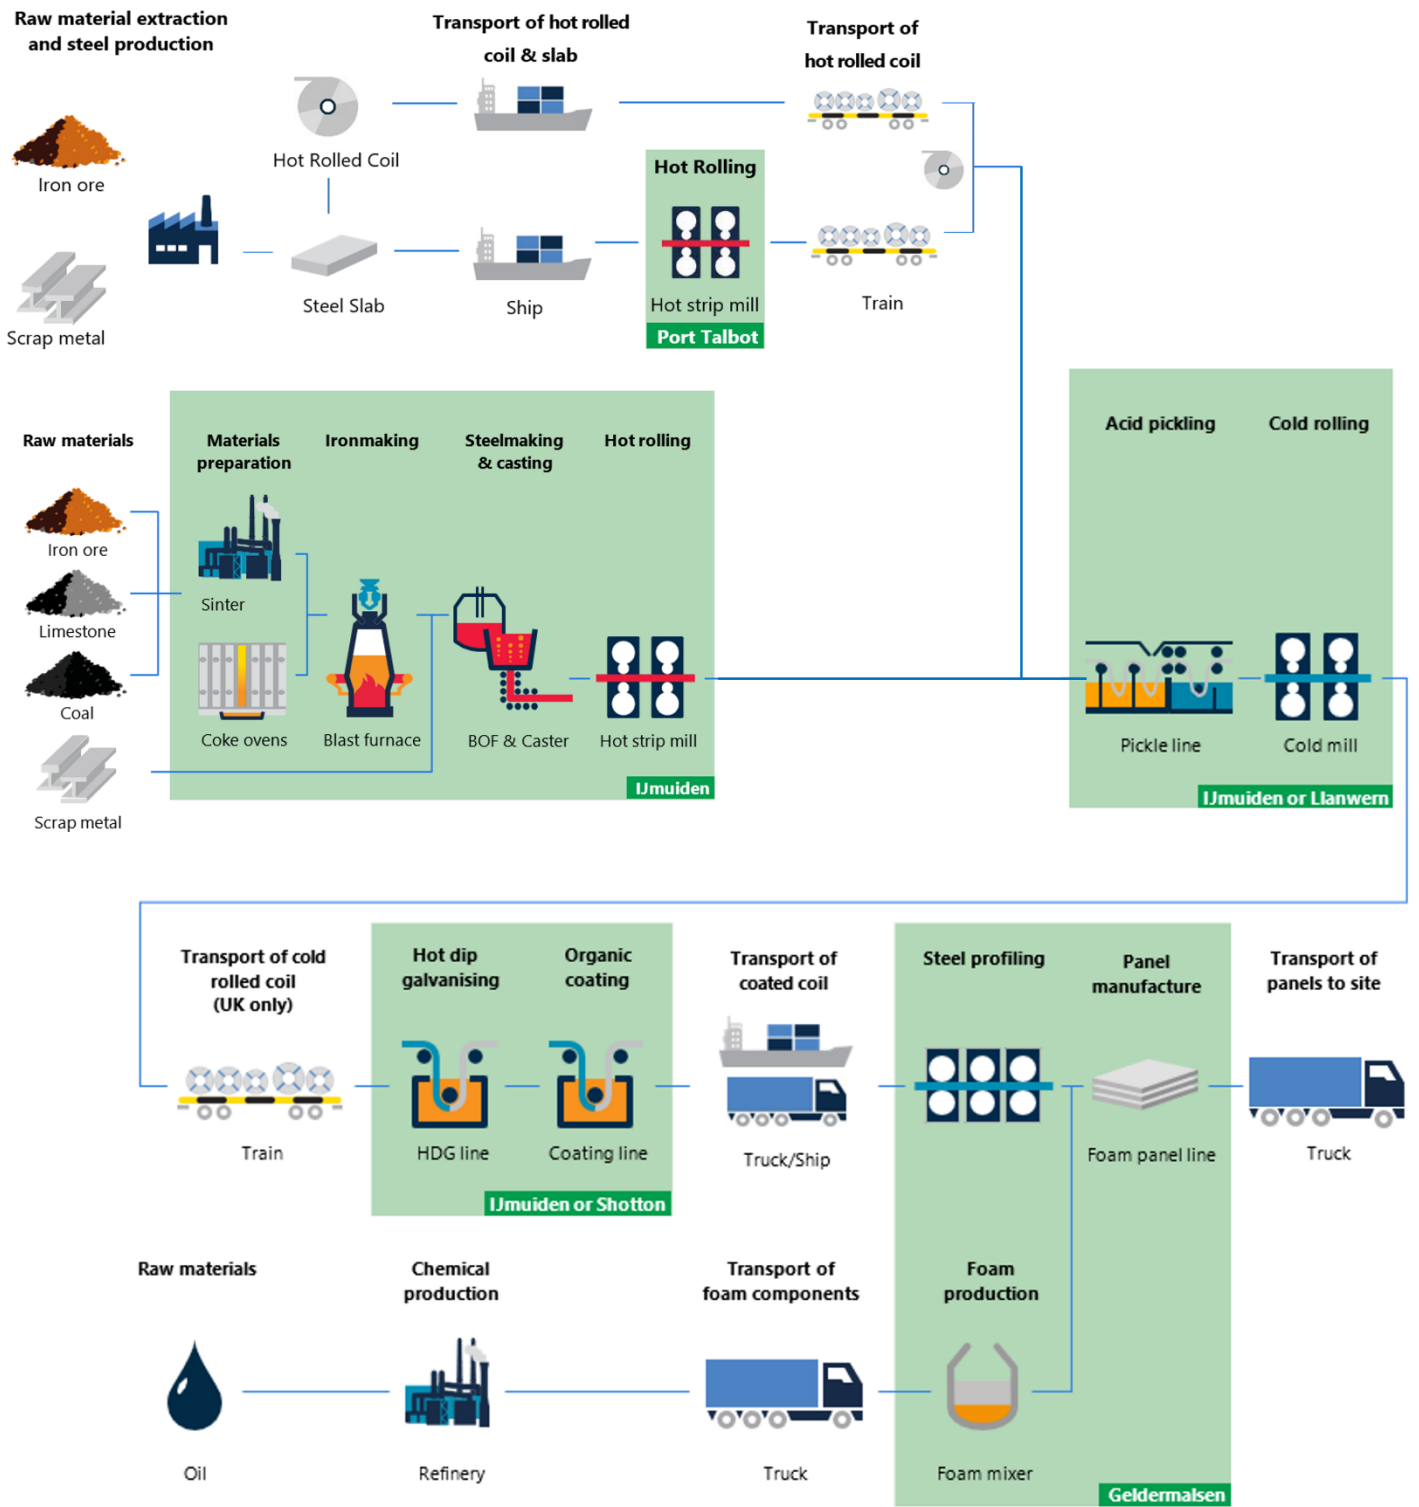 Raw material extraction
and steel production
Transport of hot rolled
coil & slab
Transport of
hot rolled coil
Iron ore
Hot Rolled Coil
Hot Rolling
Scrap metal
Steel Slab
Ship
Hot strip mill
Train
Port Talbot
Raw materials
Materials
preparation
Ironmaking
Steelmaking
& casting
Hot rolling
Acid pickling
Cold rolling
Iron ore
Sinter
Limestone
Coal
Coke ovens
Blast furnace
BOF & Caster
Hot strip mill
Pickle line
Cold mill
IJmuiden
IJmuiden or Llanwern
Scrap metal
Transport of cold
rolled coil
(UK only)
Hot dip
galvanising
Organic
coating
Transport of
coated coil
Steel profiling
Panel
manufacture
Transport of
panels to site
Train
HDG line
Coating line
Truck/Ship
Foam panel line
Truck
IJmuiden or Shotton
Raw materials
Chemical
production
Transport of
foam components
Foam
production
Oil
Refinery
Truck
Foam mixer
Geldermalsen